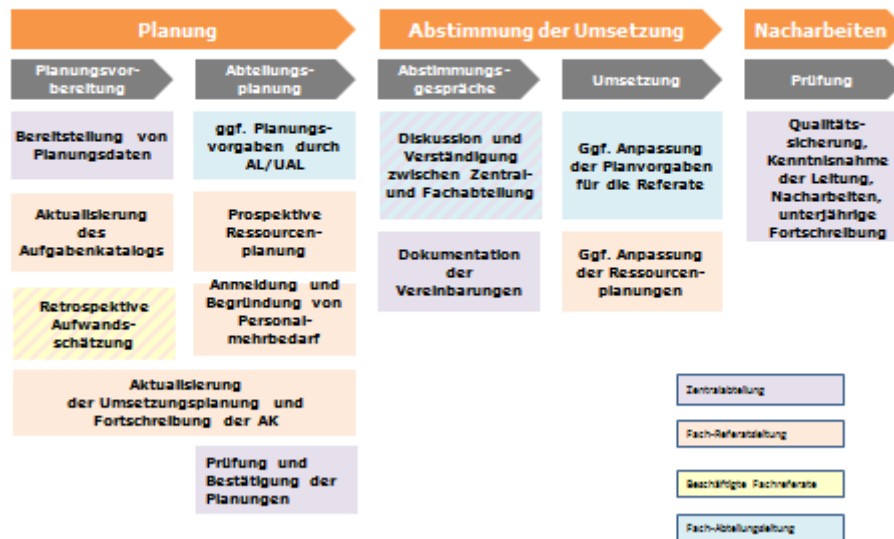 Planung
Abstimmung der Umsetzung
Nacharbeiten
Planungsvor-
bereitung
Abteilungs-
planung
Abstimmungs-
gespräche
Umsetzung
Prüfung
Bereitstellung von
Planungsdaten
Aktualisierung
des
Aufgabenkatalogs
Retrospektive
Aufwands-
schätzung
ggf. Planungs-
vorgaben durch
AL/UAL
Prospektive
Ressourcen-
planung
Anmeldung und
Begründung von
Personal-
mehrbedarf
Aktualisierung
der Umsetzungsplanung und
Fortschreibung der AK
Prüfung und
Bestätigung der
Planungen
Diskussion und
Verständigung
zwischen Zentral-
und Fachabteilung
Dokumentation
der
Vereinbarungen
Ggf. Anpassung
der Planvorgaben
für die Referate
Ggf. Anpassung
der Ressourcen-
planungen
Qualitäts-
sicherung,
Kenntnisnahme
der Leitung,
Nacharbeiten,
unterjährige
Fortschreibung
Zentralabteilung
Fach-Referatsleitung
Beschäftigte Fachreferate
Fach-Abteilungsleitung